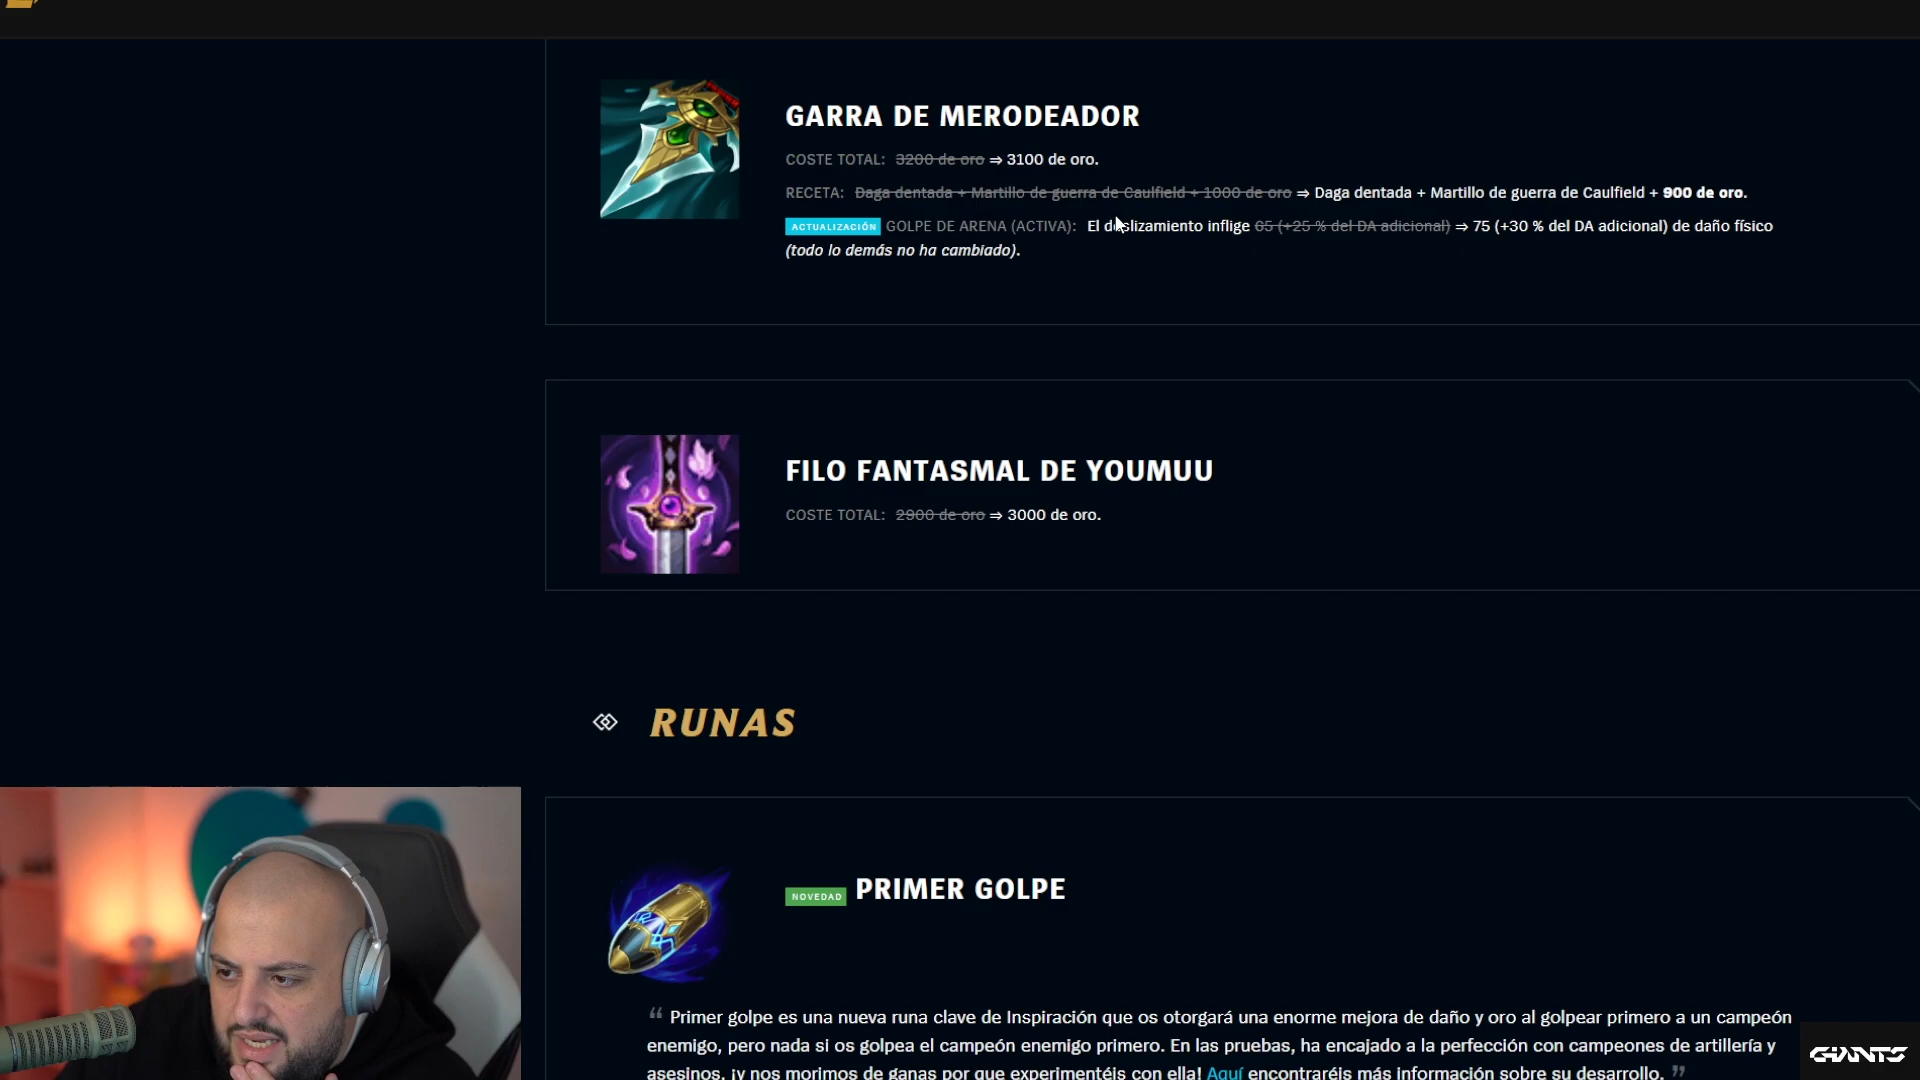 GARRA DE MERODEADOR
COSTE TOTAL: 3200 de oro ⇒ 3100 de oro.
RECETA: Daga dentada + Martillo de guerra de Caulfield + 1000 de oro ⇒ Daga dentada + Martillo de guerra de Caulfield + 900 de oro.
ACTUALIZACIÓN GOLPE DE ARENA (ACTIVA): El deslizamiento inflige 65 (+25 % del DA adicional) ⇒ 75 (+30 % del DA adicional) de daño físico
(todo lo demás no ha cambiado).
FILO FANTASMAL DE YOUMUU
COSTE TOTAL: 2900 de oro ⇒ 3000 de oro.
RUNAS
NOVEDAD PRIMER GOLPE
“ Primer golpe es una nueva runa clave de Inspiración que os otorgará una enorme mejora de daño y oro al golpear primero a un campeón
enemigo, pero nada si os golpea el campeón enemigo primero. En las pruebas, ha encajado a la perfección con campeones de artillería y
asesinos, ¡y nos morimos de ganas por que experimentéis con ella! Aquí encontraréis más información sobre su desarrollo. ”
GIANTS